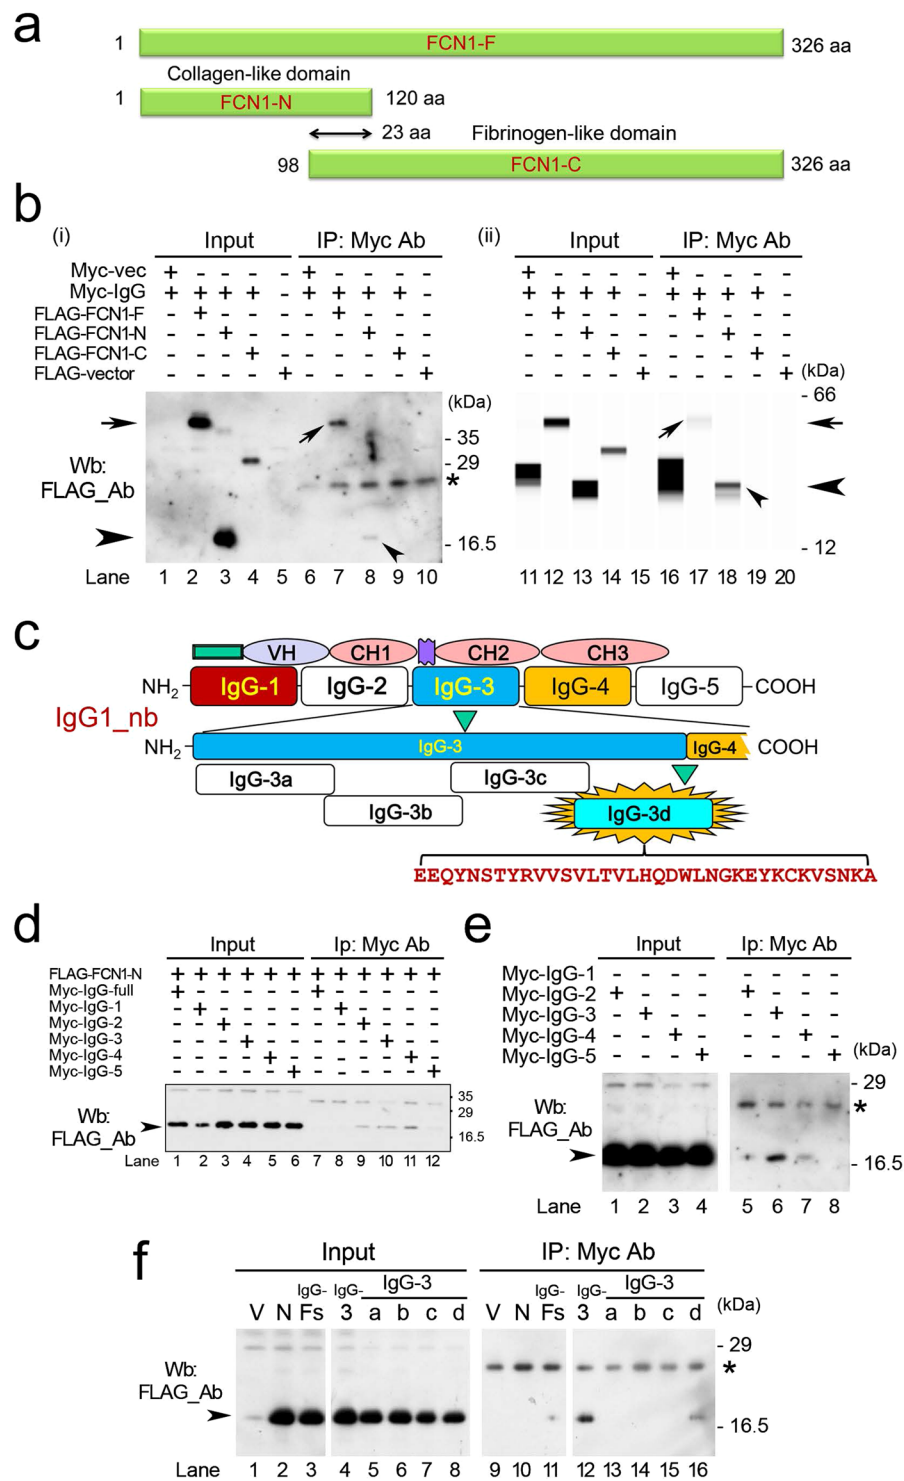 a
1 FCN1-F 326 aa
Collagen-like domain
1 FCN1-N 120 aa
23 aa Fibrinogen-like domain
98 FCN1-C 326 aa
b
(i) Input IP: Myc Ab (ii) Input IP: Myc Ab
Myc-vec + - - - - + - - - - + - - - - + - - - -
Myc-IgG + + + + - + + + + - + + + + - + + + + -
FLAG-FCN1-F - + - - - - + - - - - + - - - - + - - -
FLAG-FCN1-N - - + - - - - + - - - - + - - - - + - -
FLAG-FCN1-C - - - + - - - - + - - - - + - - - - + -
FLAG-vector - - - - + - - - - + (kDa) - - - - + - - - - + (kDa)
- 66
(kDa)
- 35
Wb: - 29
FLAG_Ab *
- 16.5 - 12
Lane 1 2 3 4 5 6 7 8 9 10 11 12 13 14 15 16 17 18 19 20
c
VH CH1 CH2 CH3
NH2 IgG-1 IgG-2 IgG-3 IgG-4 IgG-5 -COOH
IgG1_nb
NH2 IgG-3 IgG-4 COOH
IgG-3a IgG-3c
IgG-3b IgG-3d
EEQYNSTYRVVSVLTVLHQDWLNGKEYKCKVSNKA
d
Input Ip: Myc Ab
FLAG-FCN1-N + + + + + + + + + + + +
Myc-IgG-full + - - - - - + - - - - -
Myc-IgG-1 - + - - - - - + - - - -
Myc-IgG-2 - - + - - - - - + - - -
Myc-IgG-3 - - - + - - - - - + - -
Myc-IgG-4 - - - - + - - - - - + -
Myc-IgG-5 - - - - - + - - - - - +
- 35
Wb: - 29
FLAG_Ab - 16.5
Lane 1 2 3 4 5 6 7 8 9 10 11 12
e
Input Ip: Myc Ab
Myc-IgG-1 - - - - - - - -
Myc-IgG-2 + - - - + - - -
Myc-IgG-3 - + - - - + - -
Myc-IgG-4 - - + - - - + -
Myc-IgG-5 - - - + - - - + (kDa)
- 29
Wb: *
FLAG_Ab
- 16.5
Lane 1 2 3 4 5 6 7 8
f
Input IP: Myc Ab
IgG- IgG- IgG-3 IgG- IgG- IgG-3
V N Fs 3 a b c d V N Fs 3 a b c d (kDa)
- 29
Wb: *
FLAG_Ab
- 16.5
Lane 1 2 3 4 5 6 7 8 9 10 11 12 13 14 15 16